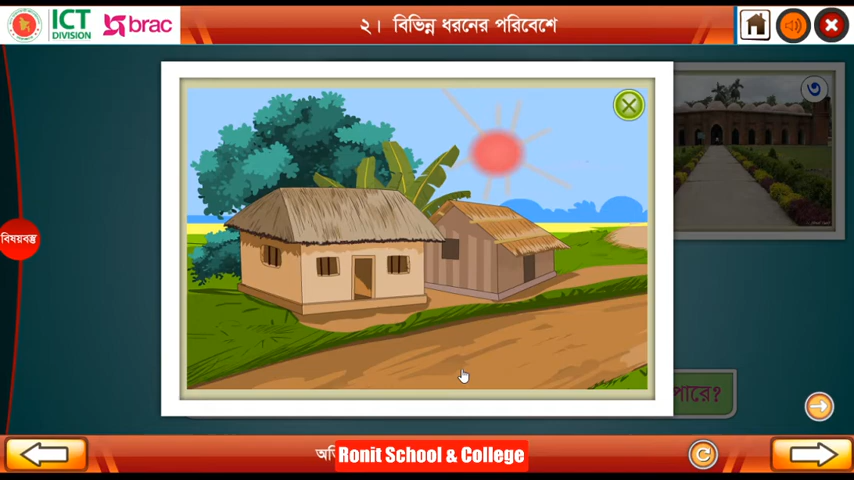 ICT
DIVISION
brac
২। বিভিন্ন ধরনের পরিবেশে
৩
বিষয়বস্তু
পারে?
Ronit School & College